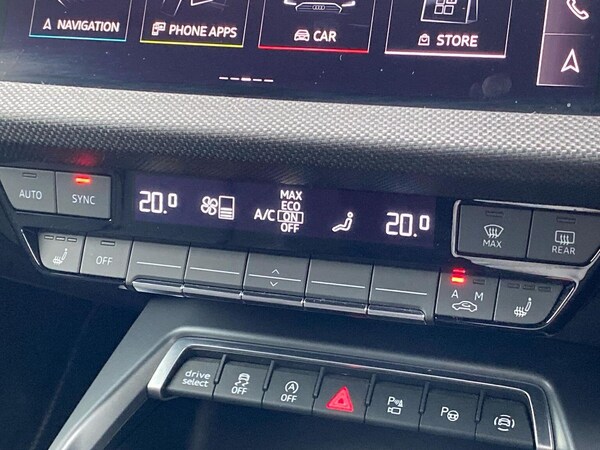 NAVIGATION
PHONE APPS
CAR
STORE
AUTO
SYNC
20.0
A/C
MAX
ECO
ON
OFF
20.0
MAX
REAR
OFF
A
M
drive
select
OFF
OFF
P
P